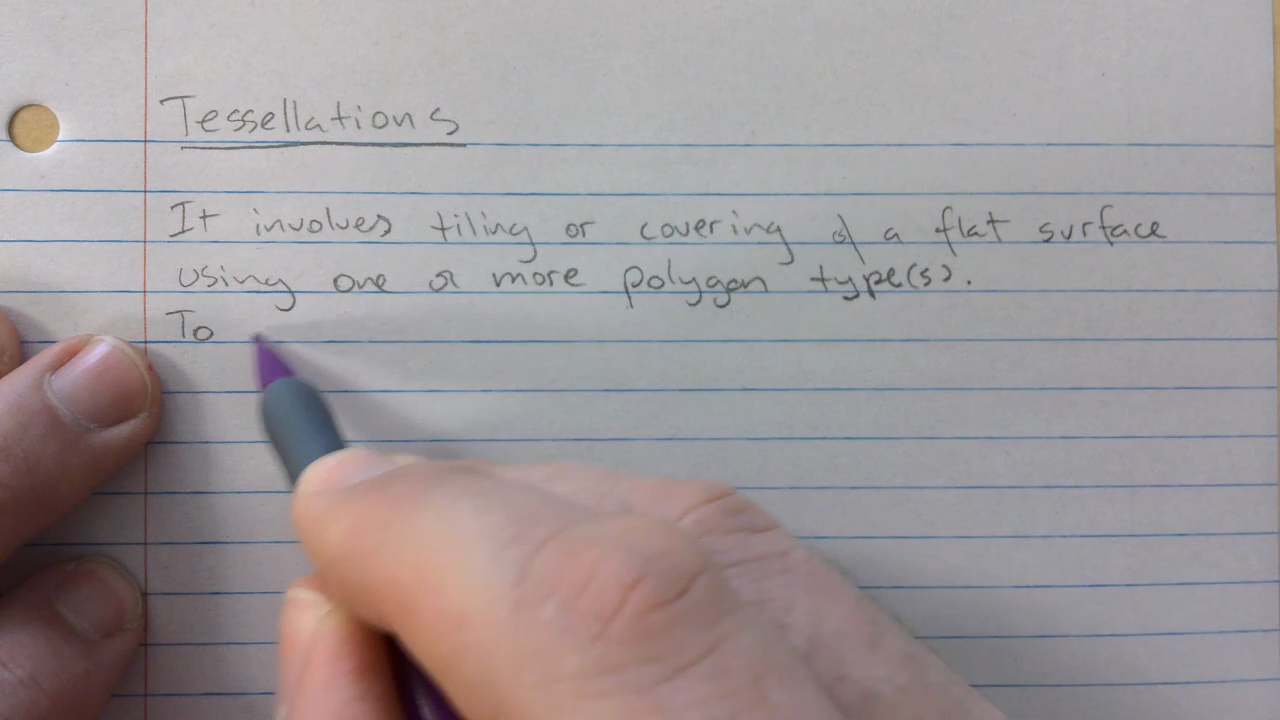 Tessellations
It involves tiling or covering of a flat surface
using one or more polygon type(s).
To